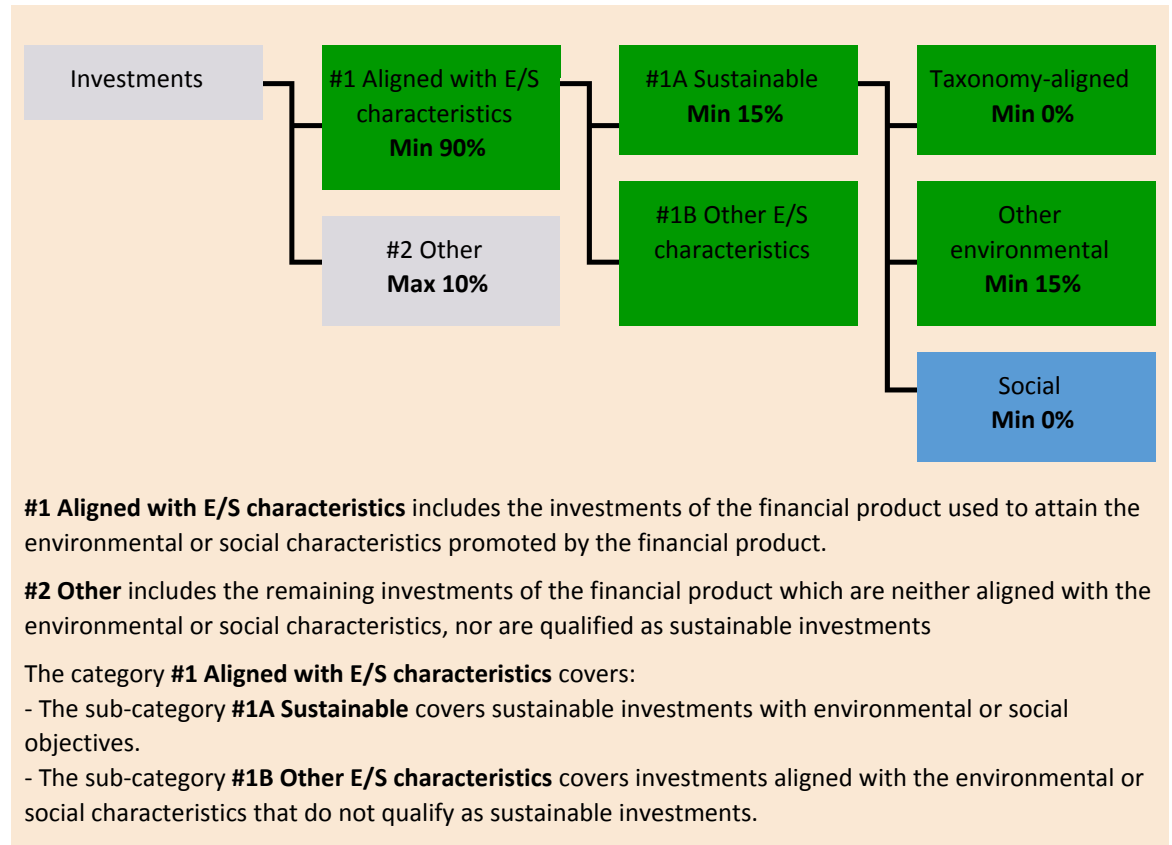 Investments
#1 Aligned with E/S
characteristics
Min 90%
#2 Other
Max 10%
#1A Sustainable
Min 15%
#1B Other E/S
characteristics
Taxonomy-aligned
Min 0%
Other
environmental
Min 15%
Social
Min 0%
#1 Aligned with E/S characteristics includes the investments of the financial product used to attain the
environmental or social characteristics promoted by the financial product.
#2 Other includes the remaining investments of the financial product which are neither aligned with the
environmental or social characteristics, nor are qualified as sustainable investments
The category #1 Aligned with E/S characteristics covers:
- The sub-category #1A Sustainable covers sustainable investments with environmental or social
objectives.
- The sub-category #1B Other E/S characteristics covers investments aligned with the environmental or
social characteristics that do not qualify as sustainable investments.